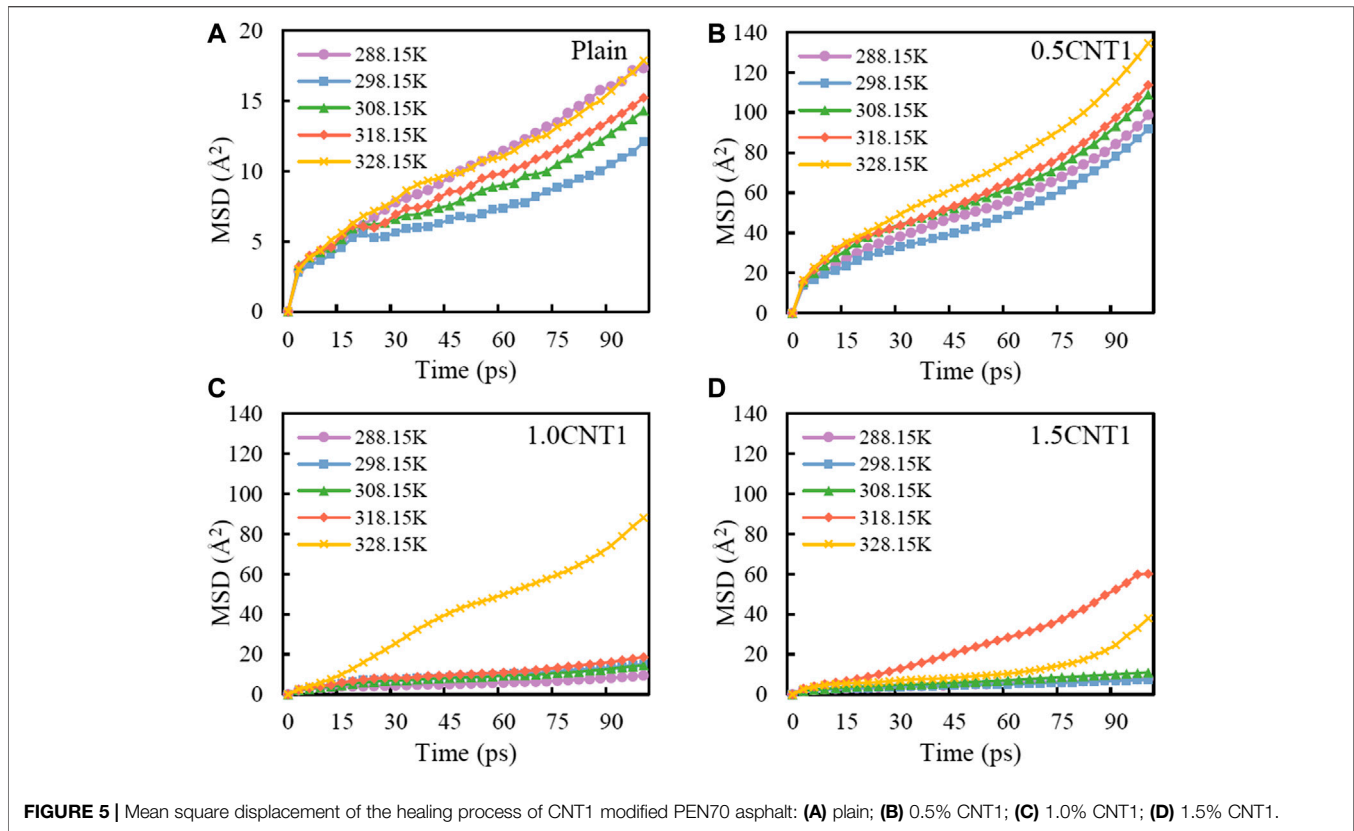 A
Plain
20
15
10
5
0
MSD (Å²)
288.15K
298.15K
308.15K
318.15K
328.15K
0 15 30 45 60 75 90
Time (ps)
B
0.5CNT1
140
120
100
80
60
40
20
0
MSD (Å²)
288.15K
298.15K
308.15K
318.15K
328.15K
0 15 30 45 60 75 90
Time (ps)
C
1.0CNT1
140
120
100
80
60
40
20
0
MSD (Å²)
288.15K
298.15K
308.15K
318.15K
328.15K
0 15 30 45 60 75 90
Time (ps)
D
1.5CNT1
140
120
100
80
60
40
20
0
MSD (Å²)
288.15K
298.15K
308.15K
318.15K
328.15K
0 15 30 45 60 75 90
Time (ps)
FIGURE 5 | Mean square displacement of the healing process of CNT1 modified PEN70 asphalt: (A) plain; (B) 0.5% CNT1; (C) 1.0% CNT1; (D) 1.5% CNT1.